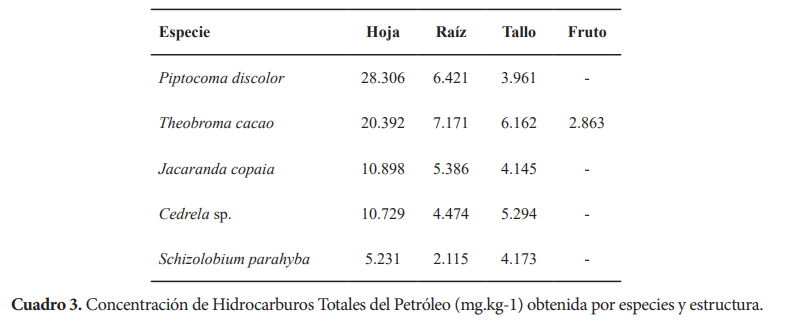 Especie Hoja Raíz Tallo Fruto
Piptocoma discolor 28.306 6.421 3.961 -
Theobroma cacao 20.392 7.171 6.162 2.863
Jacaranda copaia 10.898 5.386 4.145 -
Cedrela sp. 10.729 4.474 5.294 -
Schizolobium parahyba 5.231 2.115 4.173 -
Cuadro 3. Concentración de Hidrocarburos Totales del Petróleo (mg.kg-1) obtenida por especies y estructura.